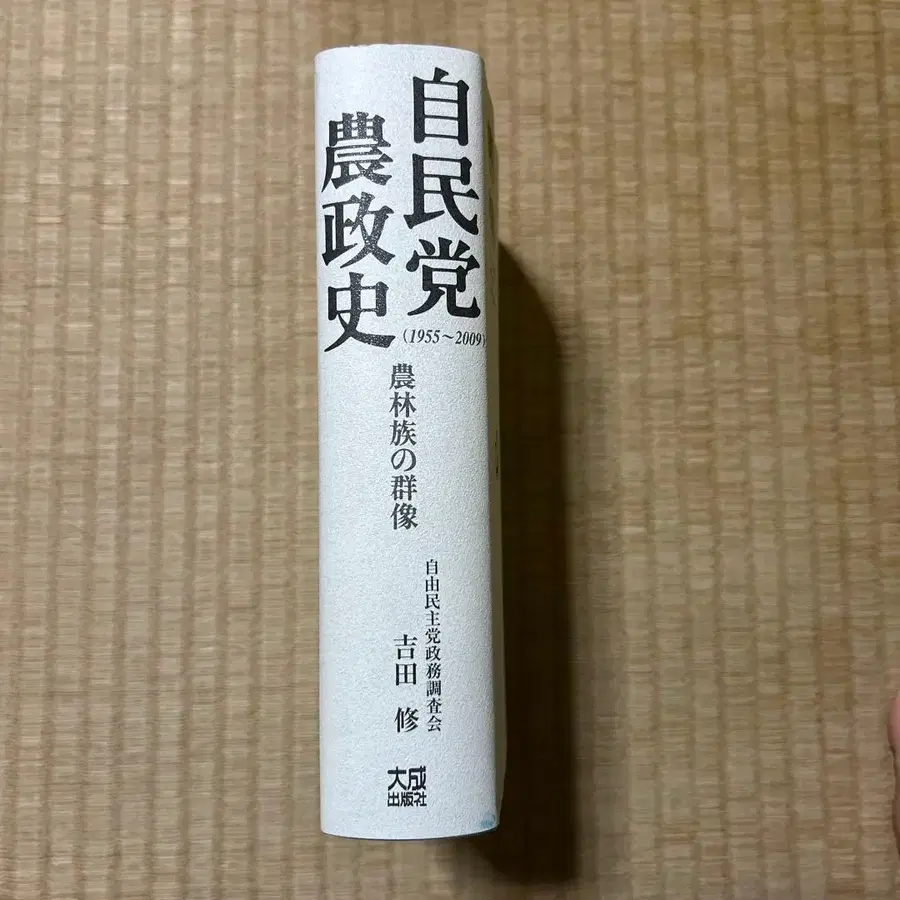 自民党
農政史
(1955〜2009)
農林族の群像
自由民主党政務調査会
吉田 修
大成
出版社